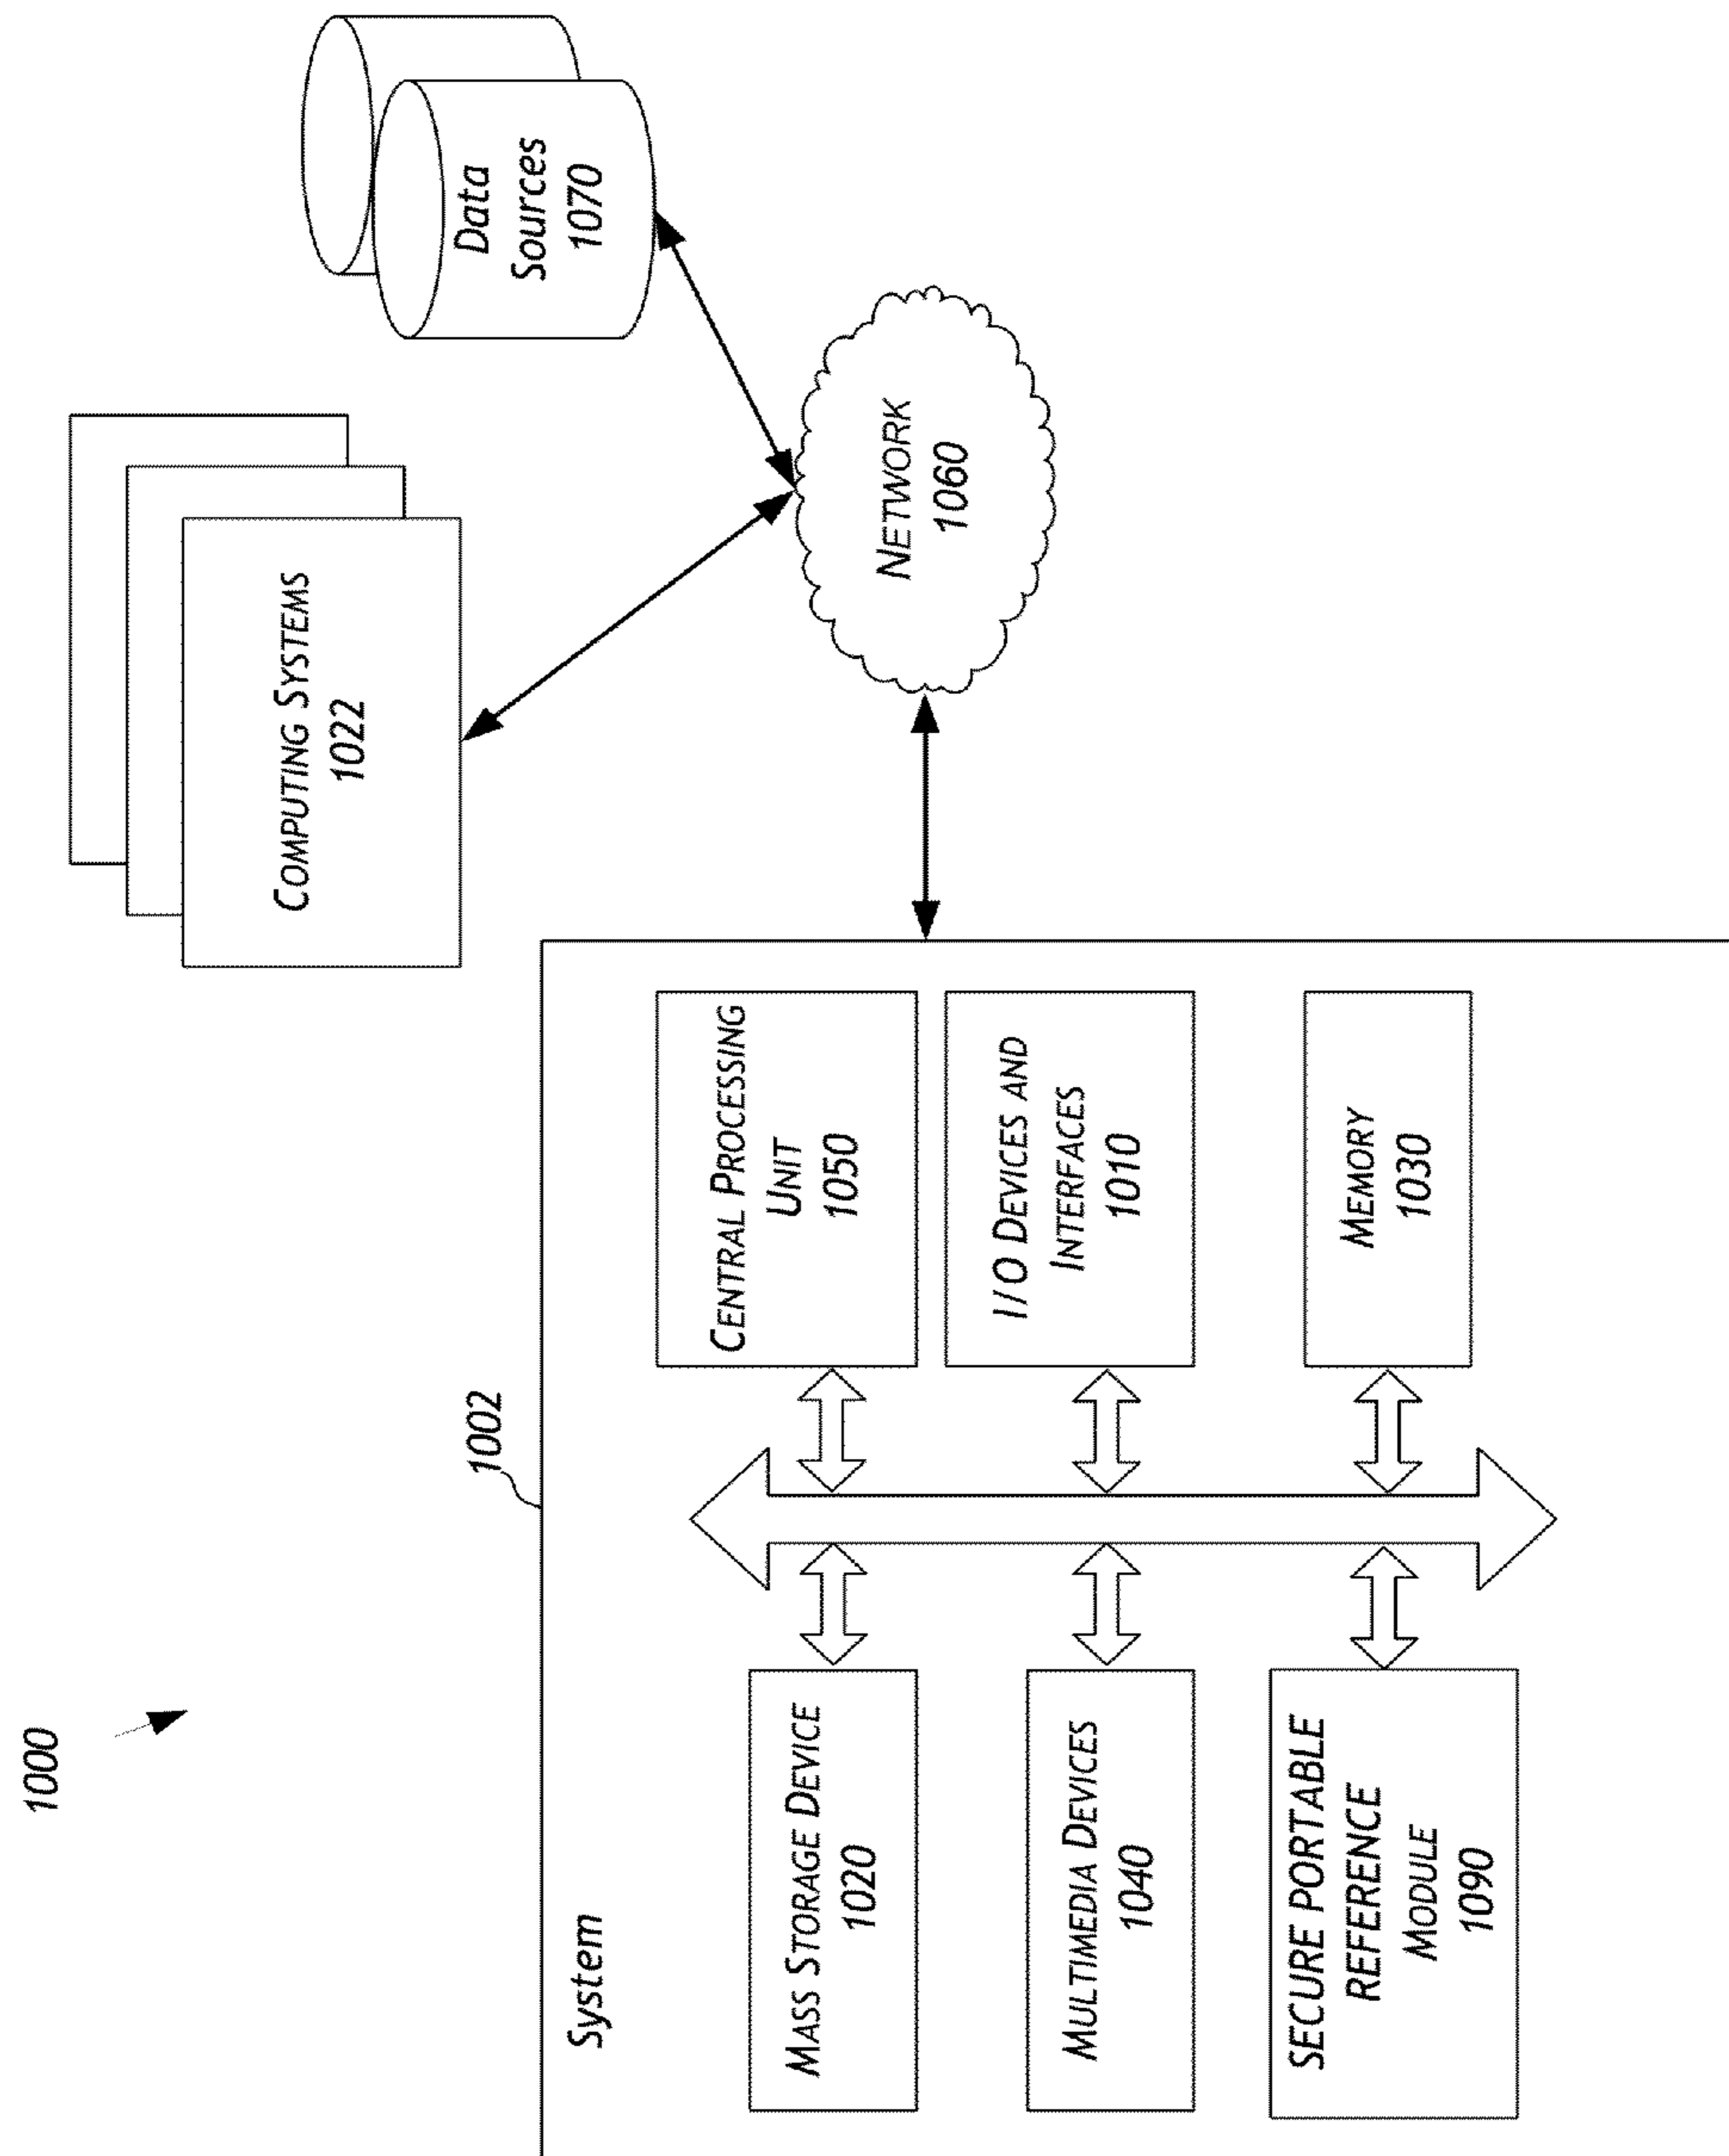 1000
1002
System
MASS STORAGE DEVICE
1020
MULTIMEDIA DEVICES
1040
SECURE PORTABLE
REFERENCE
MODULE
1090
CENTRAL PROCESSING
UNIT
1050
I/O DEVICES AND
INTERFACES
1010
MEMORY
1030
COMPUTING SYSTEMS
1022
NETWORK
1060
Data
Sources
1070